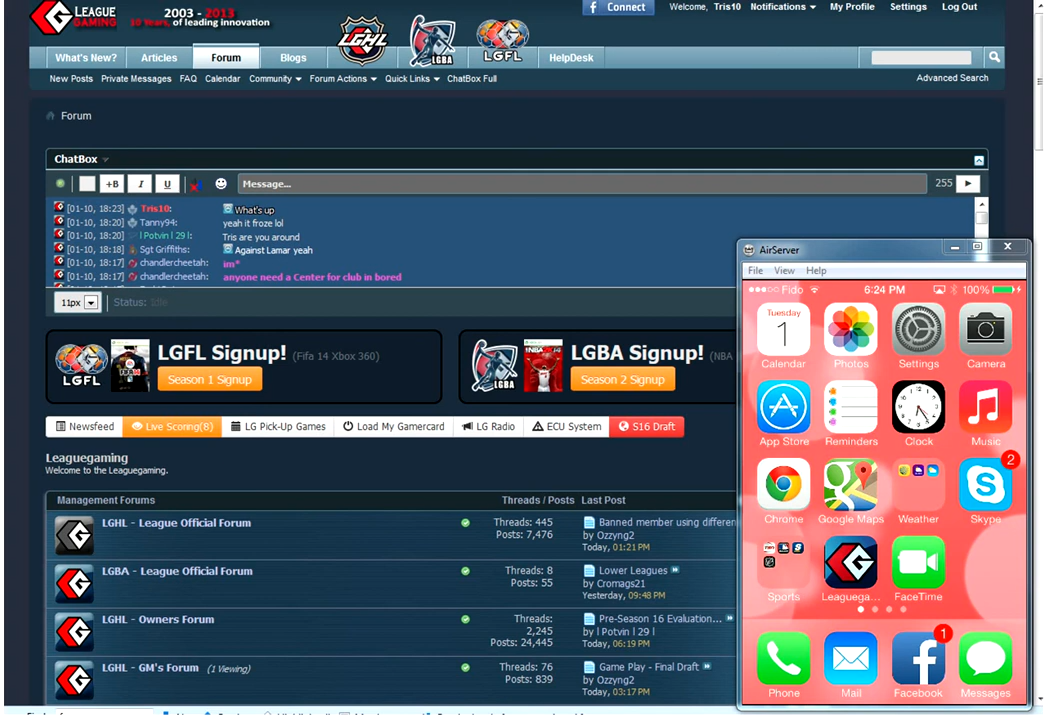 LEAGUE
GAMING
2003 - 2013
10 Years of leading innovation
f Connect
Welcome, Tris10 Notifications My Profile Settings Log Out
LGHL
LGBA
LGFL
What's New? Articles Forum Blogs HelpDesk
New Posts Private Messages FAQ Calendar Community Forum Actions Quick Links ChatBox Full
Advanced Search
Forum
ChatBox
+B I U Message... 255
[01-10, 18:23] Tris10: What's up
[01-10, 18:20] Tanny94: yeah it froze lol
[01-10, 18:20] l Potvin l 29 l: Tris are you around
[01-10, 18:18] Sgt Griffiths: Against Lamar yeah
[01-10, 18:17] chandlercheetah: im*
[01-10, 18:17] chandlercheetah: anyone need a Center for club in bored
11px Status: Idle
LGFL
LGFL Signup! (Fifa 14 Xbox 360)
Season 1 Signup
LGBA
LGBA Signup! (NBA
Season 2 Signup
Newsfeed Live Scoring(8) LG Pick-Up Games Load My Gamercard LG Radio ECU System S16 Draft
Leaguegaming
Welcome to the Leaguegaming.
Management Forums Threads / Posts Last Post
LGHL - League Official Forum Threads: 445 Banned member using differen
Posts: 7,476 by Ozzyng2
Today, 01:21 PM
LGBA - League Official Forum Threads: 8 Lower Leagues
Posts: 55 by Cromags21
Yesterday, 09:48 PM
LGHL - Owners Forum Threads: Pre-Season 16 Evaluation...
2,245 by l Potvin l 29 l
Posts: 24,445 Today, 06:19 PM
LGHL - GM's Forum (1 Viewing) Threads: 76 Game Play - Final Draft
Posts: 839 by Ozzyng2
Today, 03:17 PM
AirServer
File View Help
Fido 6:24 PM 100%
Tuesday
1
Calendar Photos Settings Camera
App Store Reminders Clock Music
2
Chrome Google Maps Weather Skype
Sports Leaguega... FaceTime
1
Phone Mail Facebook Messages